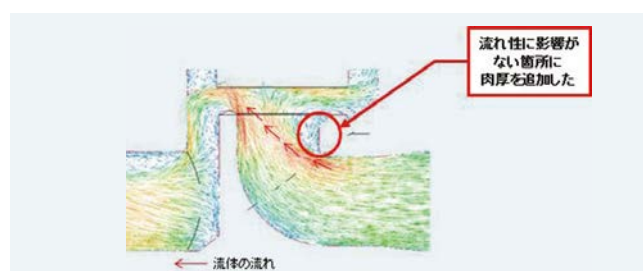 流れ性に影響が
ない箇所に
肉厚を追加した
流体の流れ